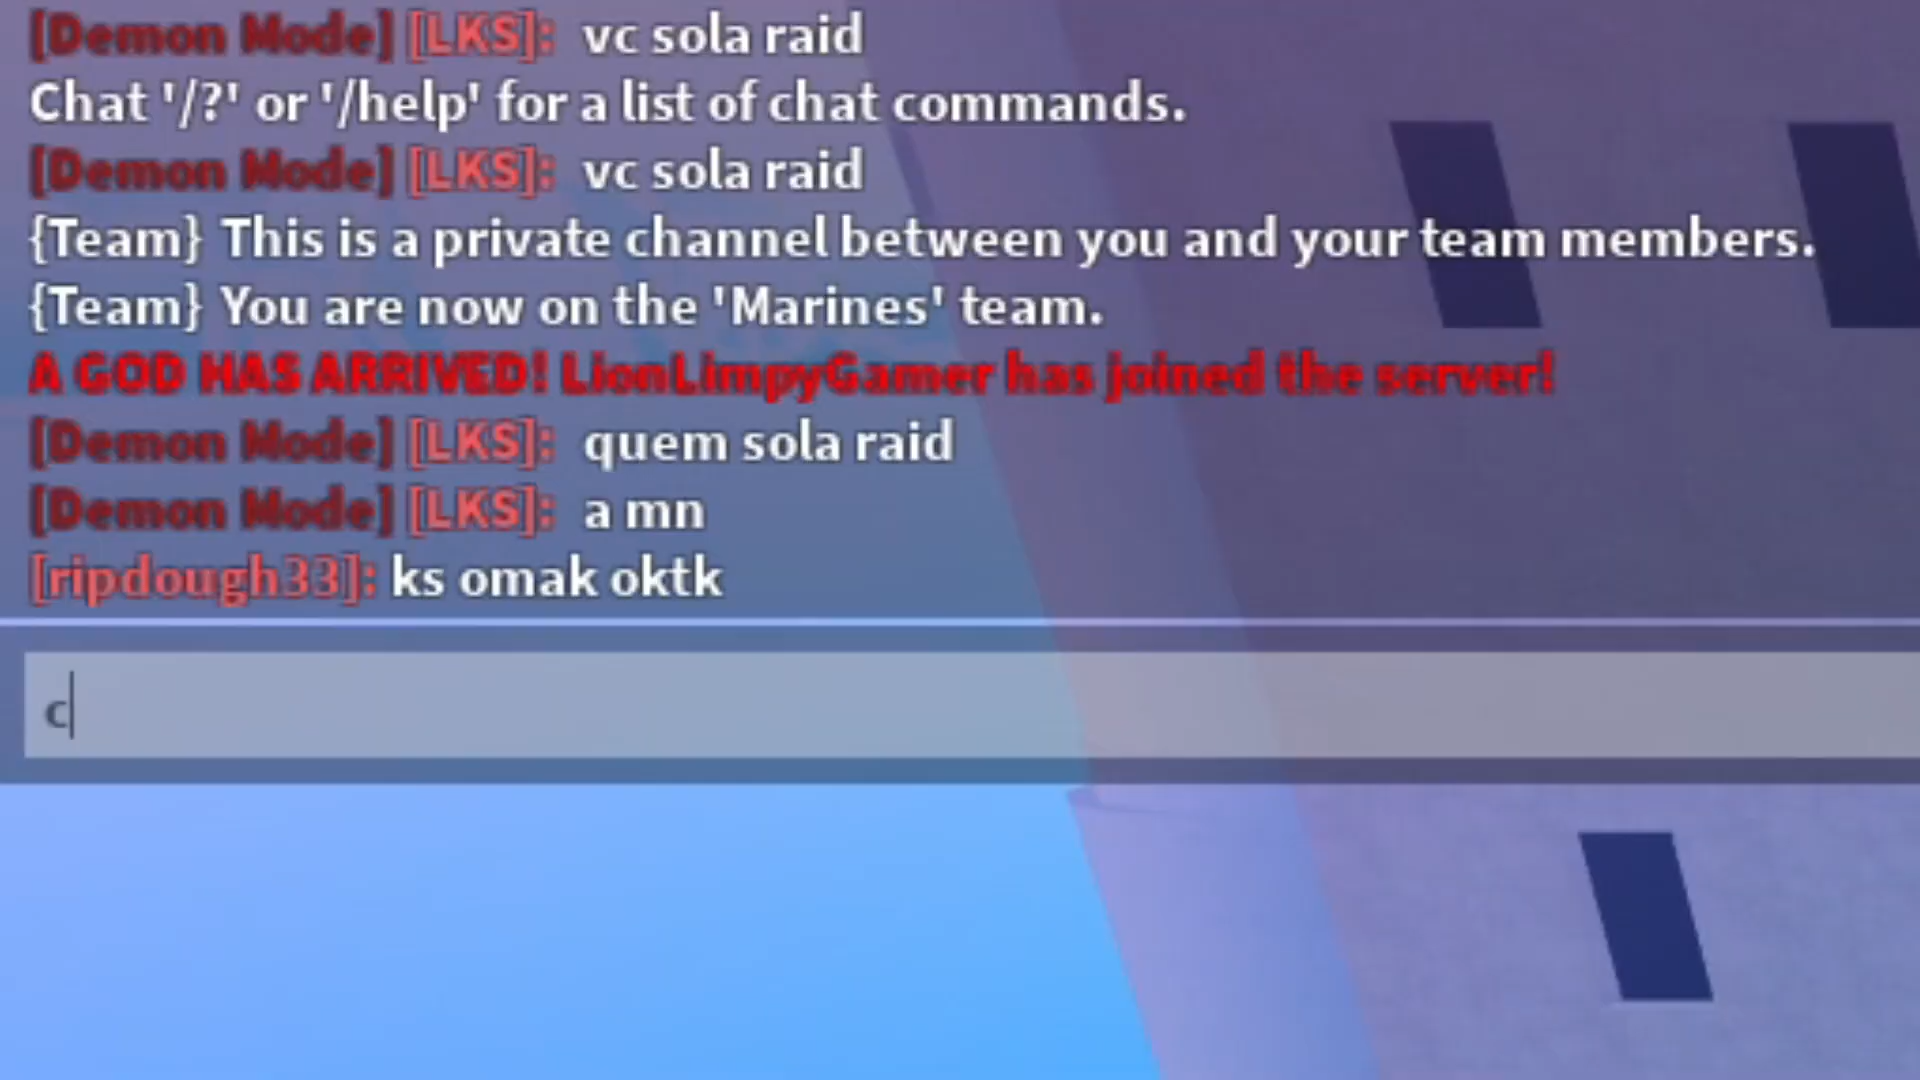 [Demon Mode] [LKS]: vc sola raid
Chat '/?' or '/help' for a list of chat commands.
[Demon Mode] [LKS]: vc sola raid
{Team} This is a private channel between you and your team members.
{Team} You are now on the 'Marines' team.
A GOD HAS ARRIVED! LionLimpyGamer has joined the server!
[Demon Mode] [LKS]: quem sola raid
[Demon Mode] [LKS]: a mn
[ripdough33]: ks omak oktk
c